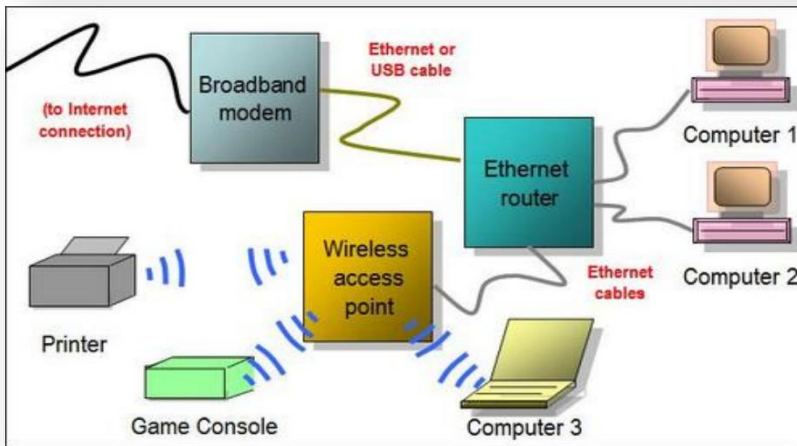 Ethernet or
USB cable
Broadband
modem
(to Internet
connection)
Computer 1
Ethernet
router
Wireless
access
point
Ethernet
cables
Computer 2
Printer
Game Console
Computer 3